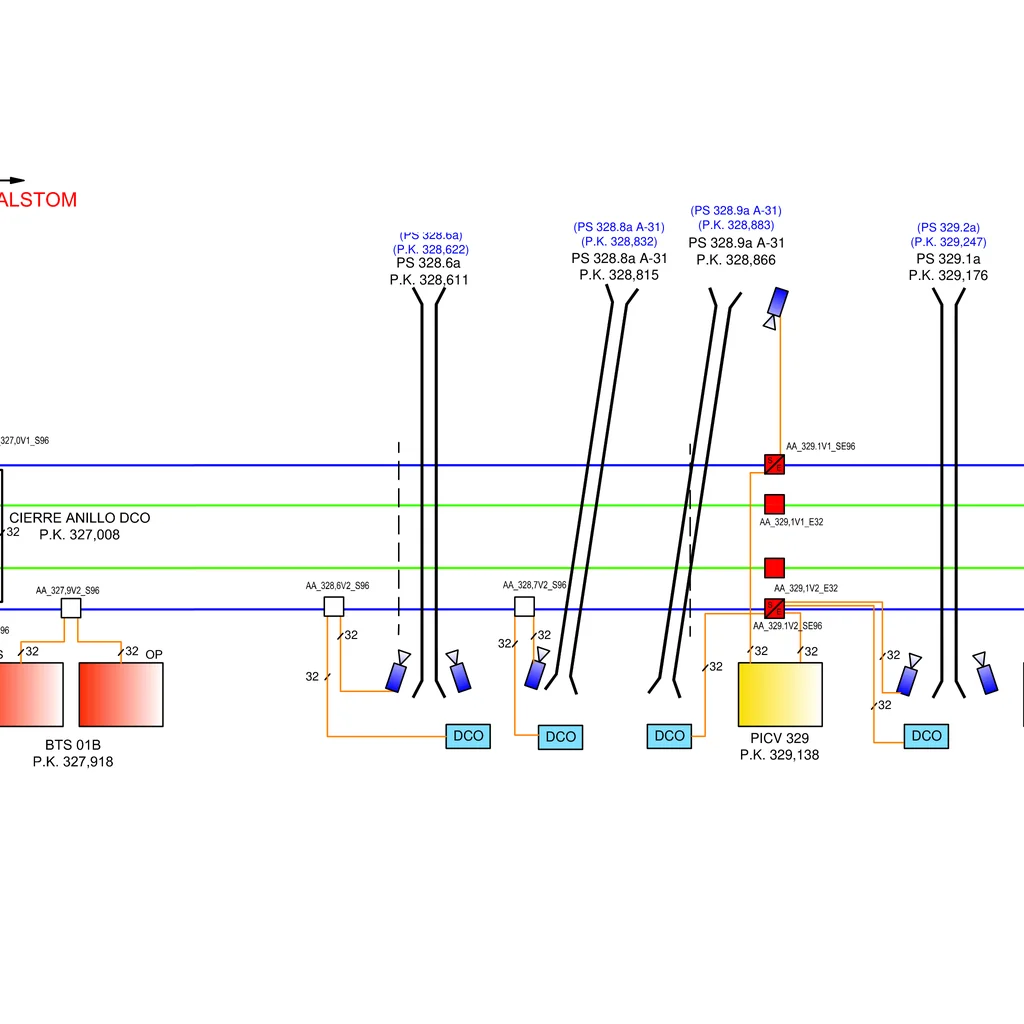 ALSTOM
(PS 328.6a)
(P.K. 328,622)
PS 328.6a
P.K. 328,611
(PS 328.8a A-31)
(P.K. 328,832)
PS 328.8a A-31
P.K. 328,815
(PS 328.9a A-31)
(P.K. 328,883)
PS 328.9a A-31
P.K. 328,866
(PS 329.2a)
(P.K. 329,247)
PS 329.1a
P.K. 329,176
327,0V1_S96
AA_329.1V1_SE96
S
E
CIERRE ANILLO DCO
P.K. 327,008
32
AA_329,1V1_E32
AA_327,9V2_S96
AA_328,6V2_S96
AA_328,7V2_S96
AA_329,1V2_E32
S
E
AA_329.1V2_SE96
96
32
32
OP
32
32
32
32
32
32
32
32
32
S
DCO
DCO
DCO
DCO
BTS 01B
P.K. 327,918
PICV 329
P.K. 329,138